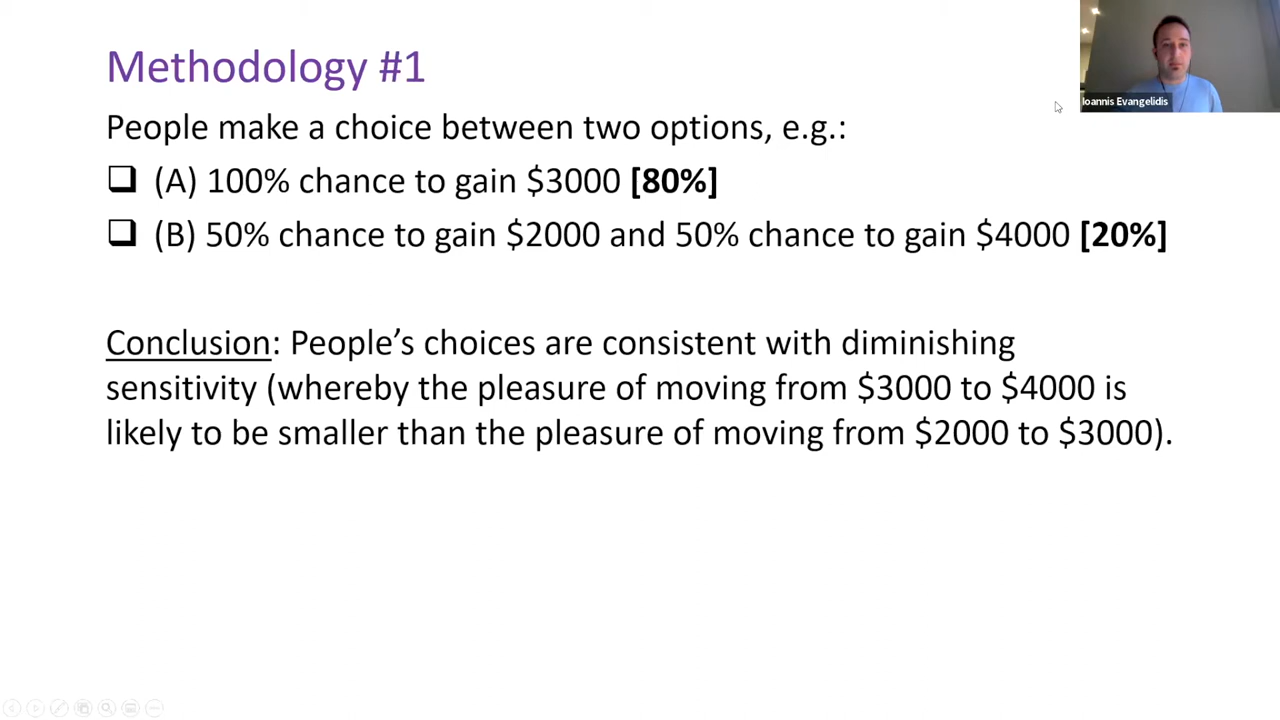 Methodology #1
Ioannis Evangelidis
People make a choice between two options, e.g.:
(A) 100% chance to gain $3000 [80%]
(B) 50% chance to gain $2000 and 50% chance to gain $4000 [20%]
Conclusion: People’s choices are consistent with diminishing
sensitivity (whereby the pleasure of moving from $3000 to $4000 is
likely to be smaller than the pleasure of moving from $2000 to $3000).